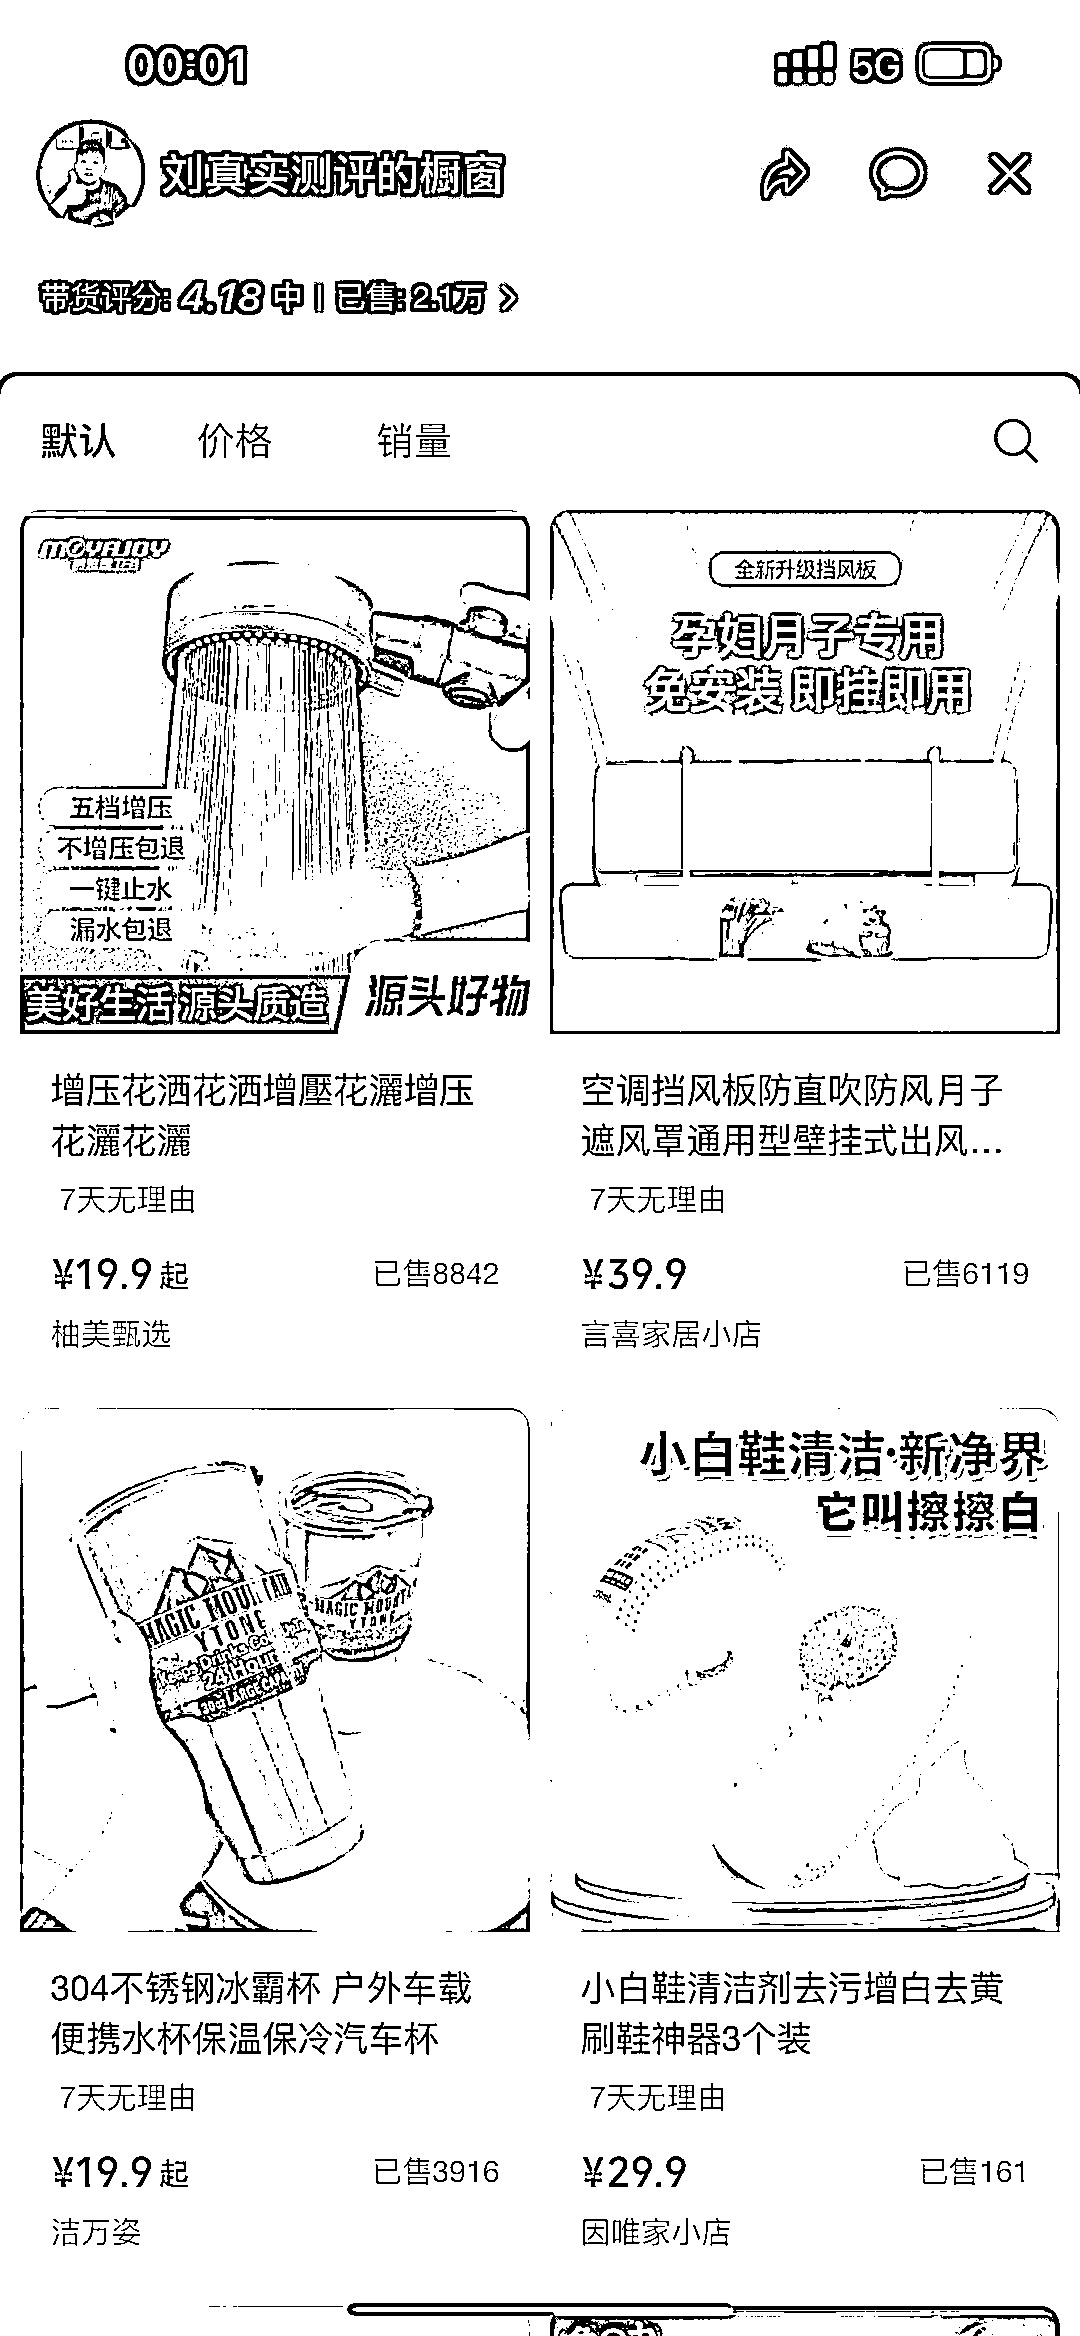 00:01
5G
刘真实测评的橱窗
带货评分: 4.18 中 | 已售: 2.1万
默认
价格
销量
MOYAJOY
五档增压
不增压包退
一键止水
漏水包退
美好生活 源头质造
源头好物
全新升级挡风板
孕妇月子专用
免安装 即挂即用
增压花洒花洒增壓花灑增压
花灑花灑
7天无理由
¥19.9起
已售8842
柚美甄选
空调挡风板防直吹防风月子
遮风罩通用型壁挂式出风...
7天无理由
¥39.9
已售6119
言喜家居小店
MAGIC MOUNTAIN
YTONE
24 HOUR
MAGIC MOUNT
YTONE
小白鞋清洁·新净界
它叫擦擦白
304不锈钢冰霸杯 户外车载
便携水杯保温保冷汽车杯
7天无理由
¥19.9起
已售3916
洁万姿
小白鞋清洁剂去污增白去黄
刷鞋神器3个装
7天无理由
¥29.9
已售161
因唯家小店